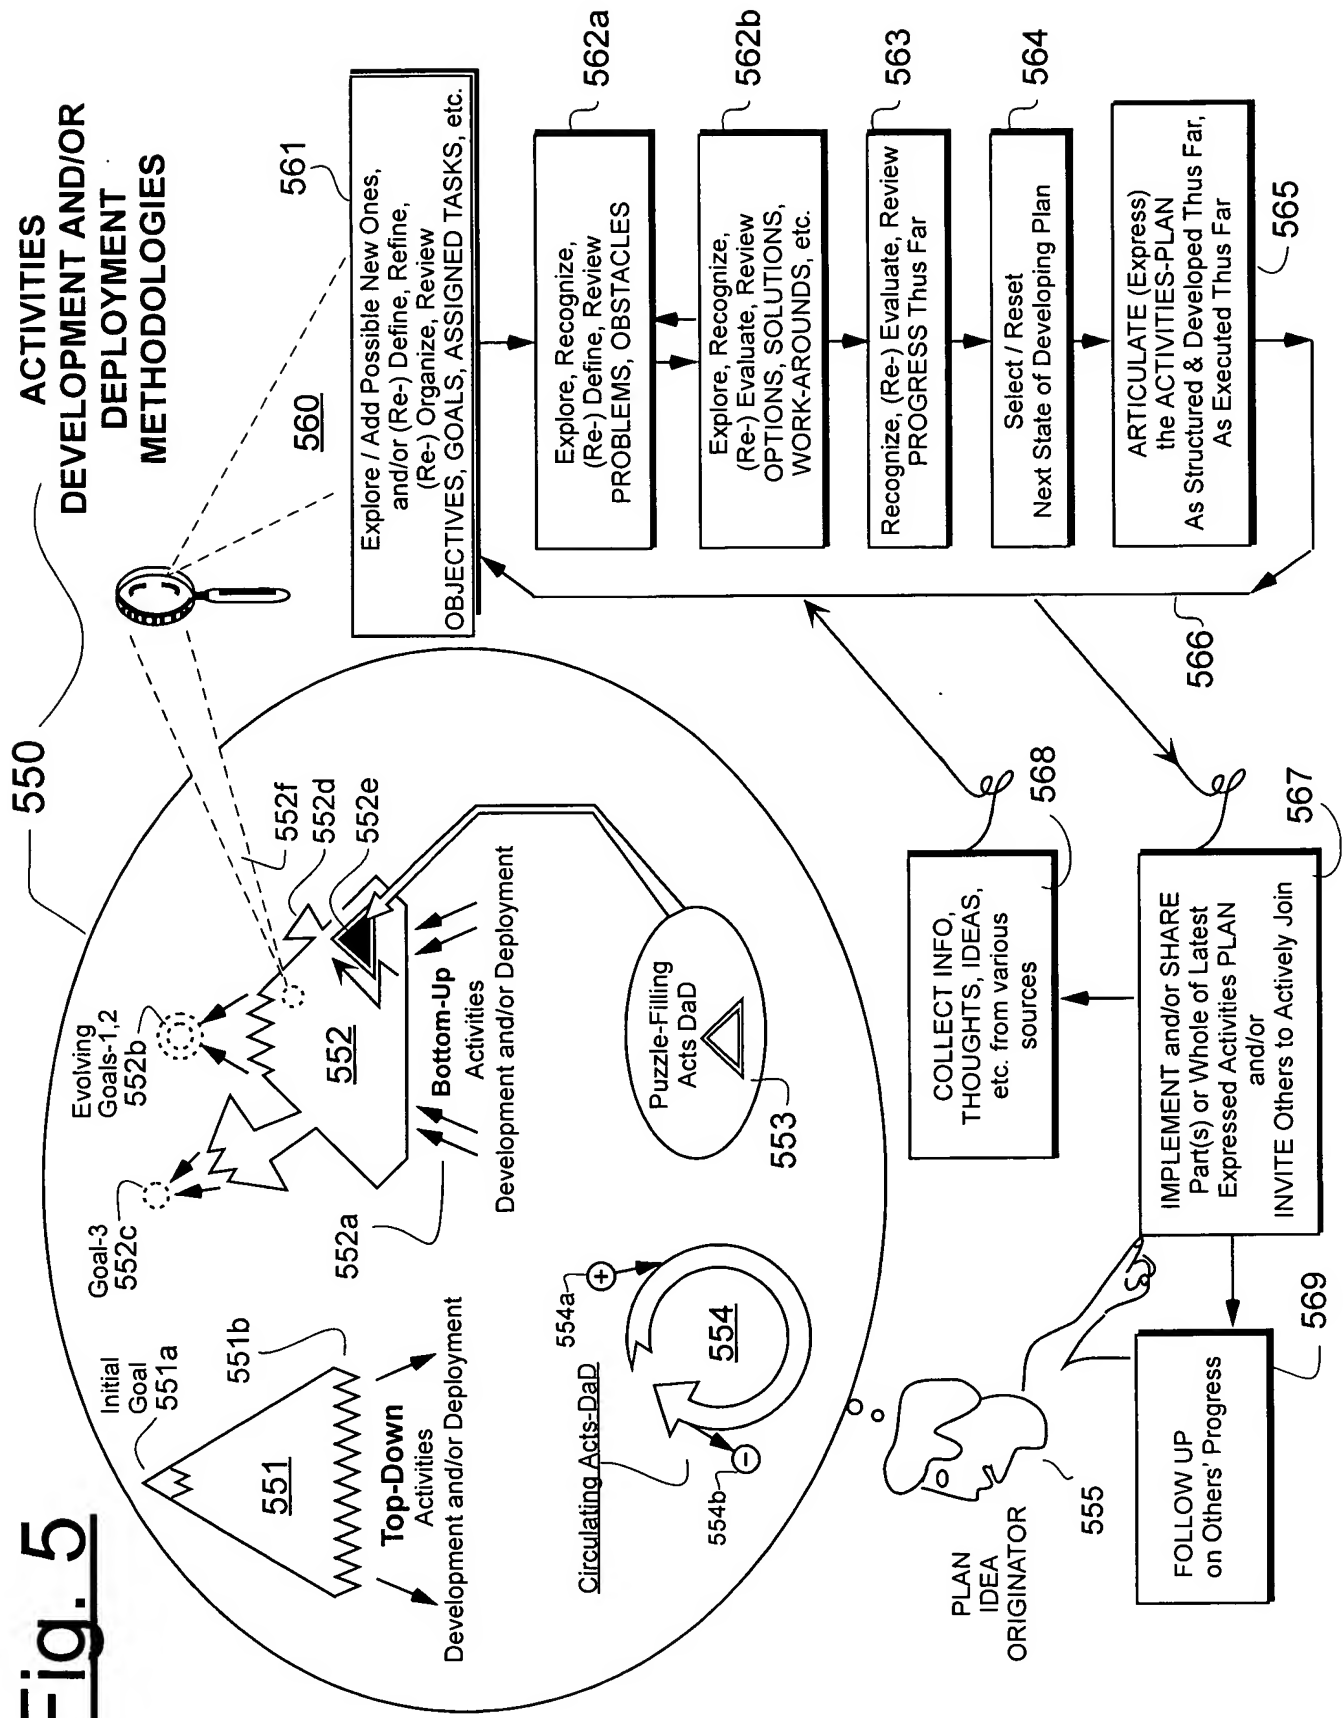 Fig. 5
550
ACTIVITIES
DEVELOPMENT AND/OR
DEPLOYMENT
METHODOLOGIES
Initial
Goal
551a
551b
551
Top-Down
Activities
Development and/or Deployment
Goal-3
552c
Evolving
Goals-1,2
552b
552f
552d
552e
552
552a
Bottom-Up
Activities
Development and/or Deployment
Circulating Acts-DaD
554a
+
554
554b
−
Puzzle-Filling
Acts DaD
553
560
561
Explore / Add Possible New Ones,
and/or (Re-) Define, Refine,
(Re-) Organize, Review
OBJECTIVES, GOALS, ASSIGNED TASKS, etc.
562a
Explore, Recognize,
(Re-) Define, Review
PROBLEMS, OBSTACLES
562b
Explore, Recognize,
(Re-) Evaluate, Review
OPTIONS, SOLUTIONS,
WORK-AROUNDS, etc.
563
Recognize, (Re-) Evaluate, Review
PROGRESS Thus Far
564
Select / Reset
Next State of Developing Plan
ARTICULATE (Express)
the ACTIVITIES-PLAN
As Structured & Developed Thus Far,
As Executed Thus Far
565
566
PLAN
IDEA
ORIGINATOR
555
568
COLLECT INFO,
THOUGHTS, IDEAS,
etc. from various
sources
567
IMPLEMENT and/or SHARE
Part(s) or Whole of Latest
Expressed Activities PLAN
and/or
INVITE Others to Actively Join
FOLLOW UP
on Others' Progress
569